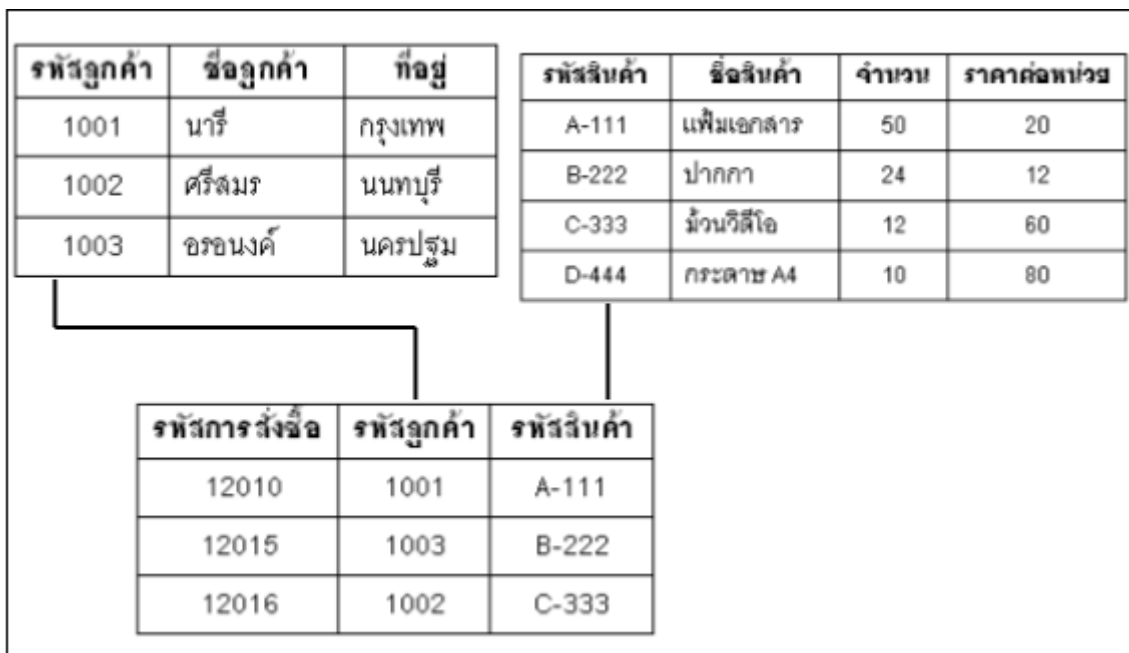 รหัสลูกค้า ชื่อลูกค้า ที่อยู่
1001 นารี กรุงเทพ
1002 ศรีสมร นนทบุรี
1003 อรอนงค์ นครปฐม
รหัสสินค้า ชื่อสินค้า จำนวน ราคาต่อหน่วย
A-111 แฟ้มเอกสาร 50 20
B-222 ปากกา 24 12
C-333 ม้วนวิดีโอ 12 60
D-444 กระดาษ A4 10 80
รหัสการสั่งซื้อ รหัสลูกค้า รหัสสินค้า
12010 1001 A-111
12015 1003 B-222
12016 1002 C-333